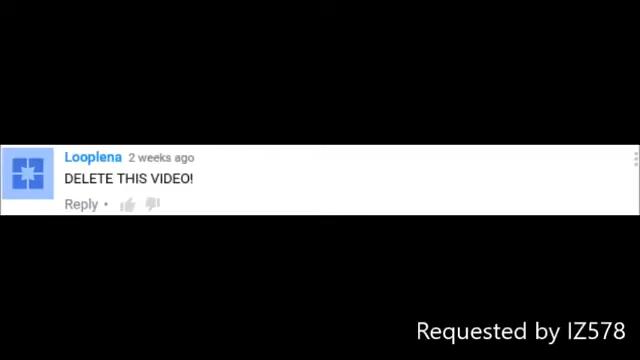 Looplena 2 weeks ago
DELETE THIS VIDEO!
Reply •
Requested by IZ578